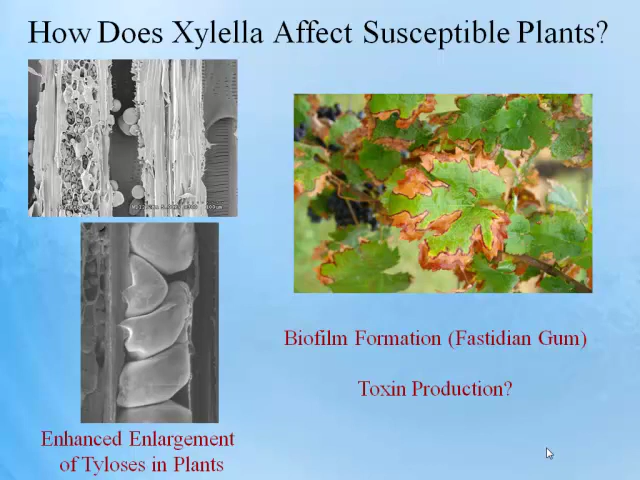 How Does Xylella Affect Susceptible Plants?
Biofilm Formation (Fastidian Gum)
Toxin Production?
Enhanced Enlargement
of Tyloses in Plants